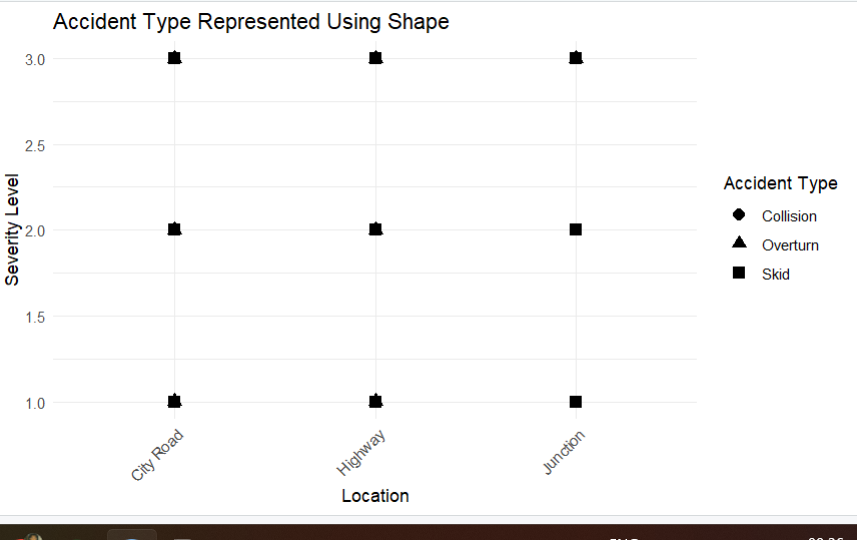 Accident Type Represented Using Shape
3.0
2.5
2.0
1.5
1.0
Severity Level
City Road
Highway
Junction
Location
Accident Type
Collision
Overturn
Skid